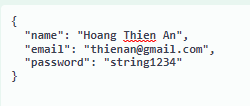 {
  "name": "Hoang Thien An",
  "email": "thienan@gmail.com",
  "password": "string1234"
}